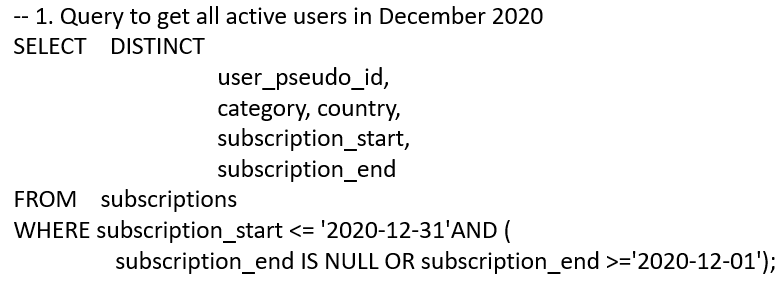 -- 1. Query to get all active users in December 2020
SELECT DISTINCT
user_pseudo_id,
category, country,
subscription_start,
subscription_end
FROM subscriptions
WHERE subscription_start <= '2020-12-31'AND (
subscription_end IS NULL OR subscription_end >='2020-12-01');